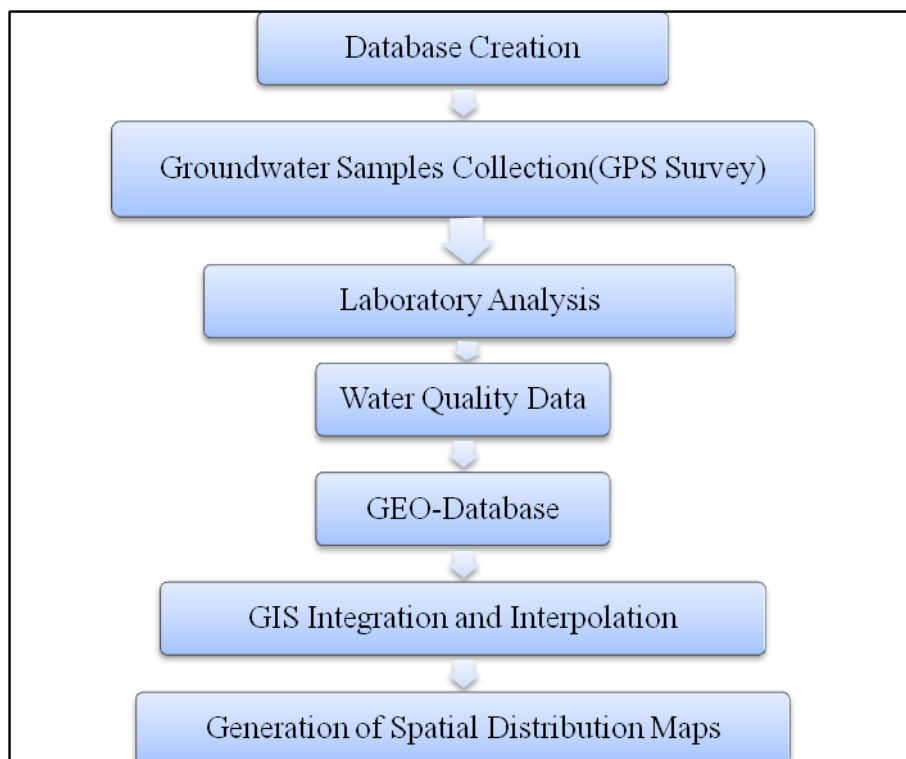 Database Creation
Groundwater Samples Collection(GPS Survey)
Laboratory Analysis
Water Quality Data
GEO-Database
GIS Integration and Interpolation
Generation of Spatial Distribution Maps